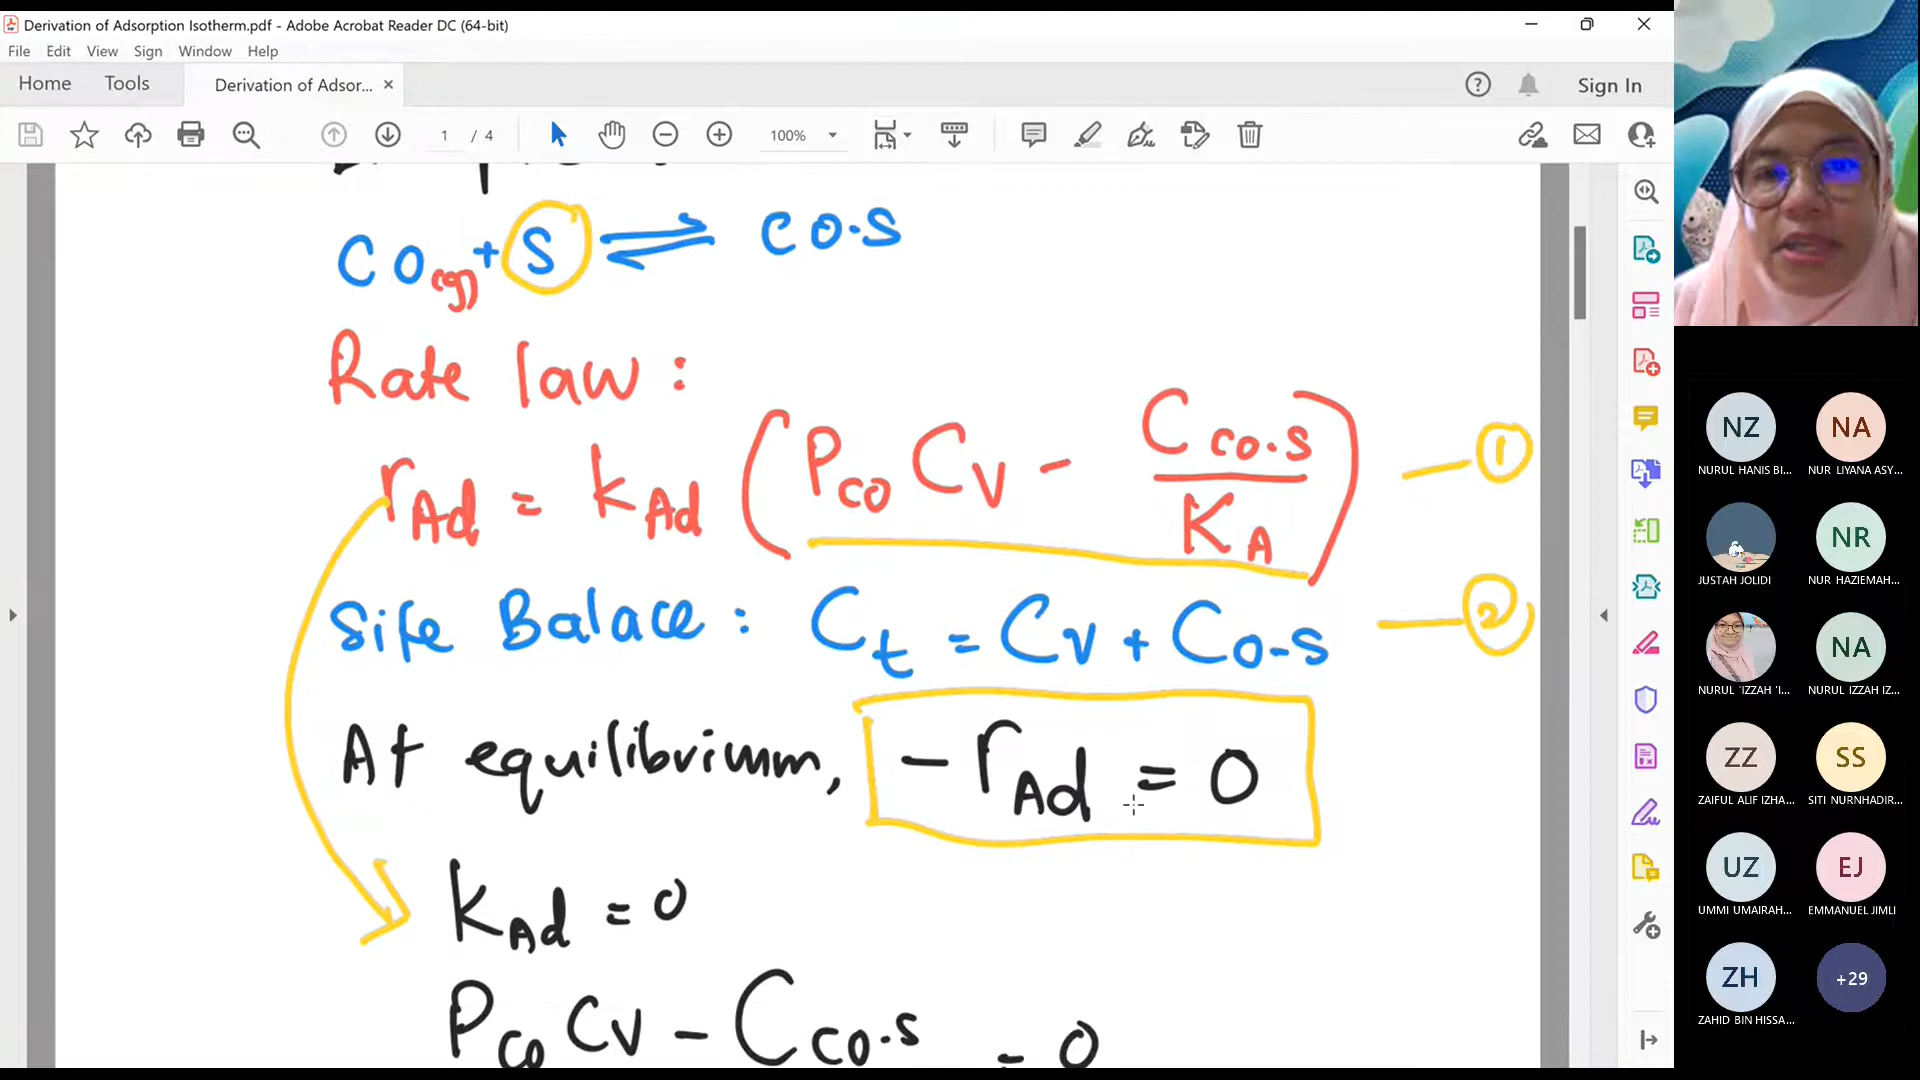 Derivation of Adsorption Isotherm.pdf - Adobe Acrobat Reader DC (64-bit)
File Edit View Sign Window Help
Home Tools Derivation of Adsor... × Sign In
1 / 4 100%
CO(g) + S ⇌ CO·S
Rate law :
rAd = kAd (PCO CV - CCO·S / KA) — 1
Site Balace : Ct = CV + CO-S — 2
At equilibrium, -rAd = 0
KAd = 0
PCO CV - CCO·S = 0
NZ NA
NURUL HANIS BI... NUR LIYANA ASY...
NR
JUSTAH JOLIDI NUR HAZIEMAH...
NA
NURUL 'IZZAH 'I... NURUL IZZAH IZ...
ZZ SS
ZAIFUL ALIF IZHA... SITI NURNHADIR...
UZ EJ
UMMI UMAIRAH... EMMANUEL JIMLI
ZH +29
ZAHID BIN HISSA...